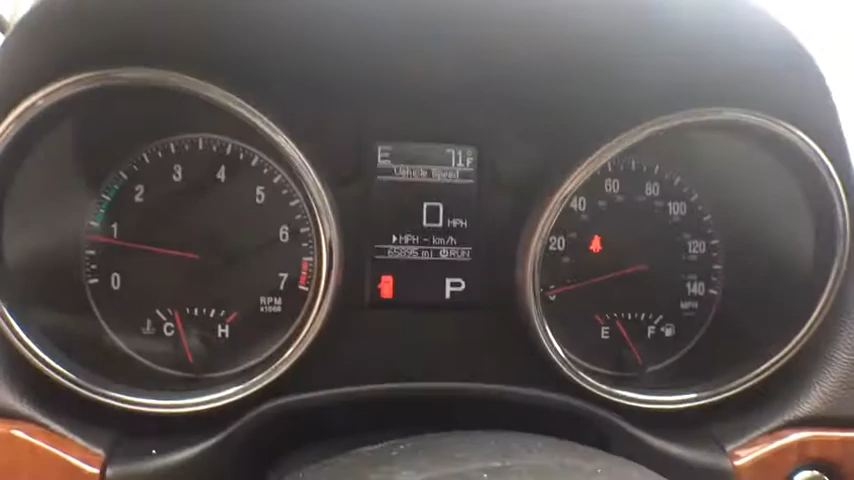 0
1
2
3
4
5
6
7
RPM
x1000
C H
E 71°F
Vehicle Speed
0 MPH
▸MPH - km/h
65895 mi RUN
P
20
40
60
80
100
120
140
MPH
E F